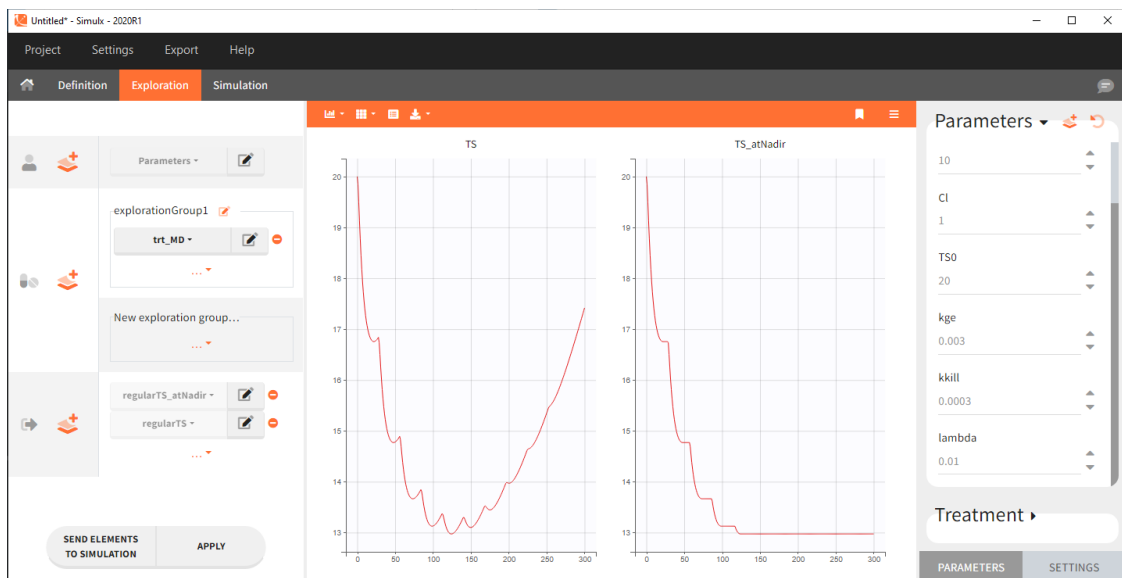 Untitled* - Simulx - 2020R1
Project Settings Export Help
Definition Exploration Simulation
Parameters
explorationGroup1
trt_MD
...
New exploration group...
...
regularTS_atNadir
regularTS
...
SEND ELEMENTS
TO SIMULATION
APPLY
TS
20
19
18
17
16
15
14
13
0 50 100 150 200 250 300
TS_atNadir
20
19
18
17
16
15
14
13
0 50 100 150 200 250 300
Parameters
10
Cl
1
TS0
20
kge
0.003
kkill
0.0003
lambda
0.01
Treatment
PARAMETERS SETTINGS